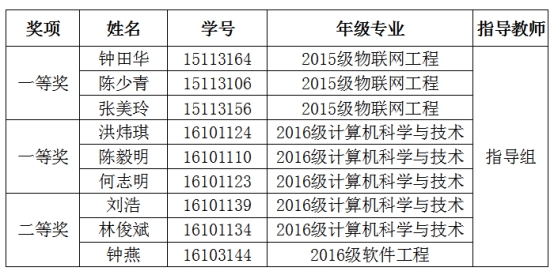 奖项 姓名 学号 年级专业 指导教师
一等奖 钟田华 15113164 2015级物联网工程 指导组
陈少青 15113106 2015级物联网工程
张美玲 15113156 2015级物联网工程
一等奖 洪炜琪 16101124 2016级计算机科学与技术
陈毅明 16101110 2016级计算机科学与技术
何志明 16101123 2016级计算机科学与技术
二等奖 刘浩 16101139 2016级计算机科学与技术
林俊斌 16101134 2016级计算机科学与技术
钟燕 16103144 2016级软件工程